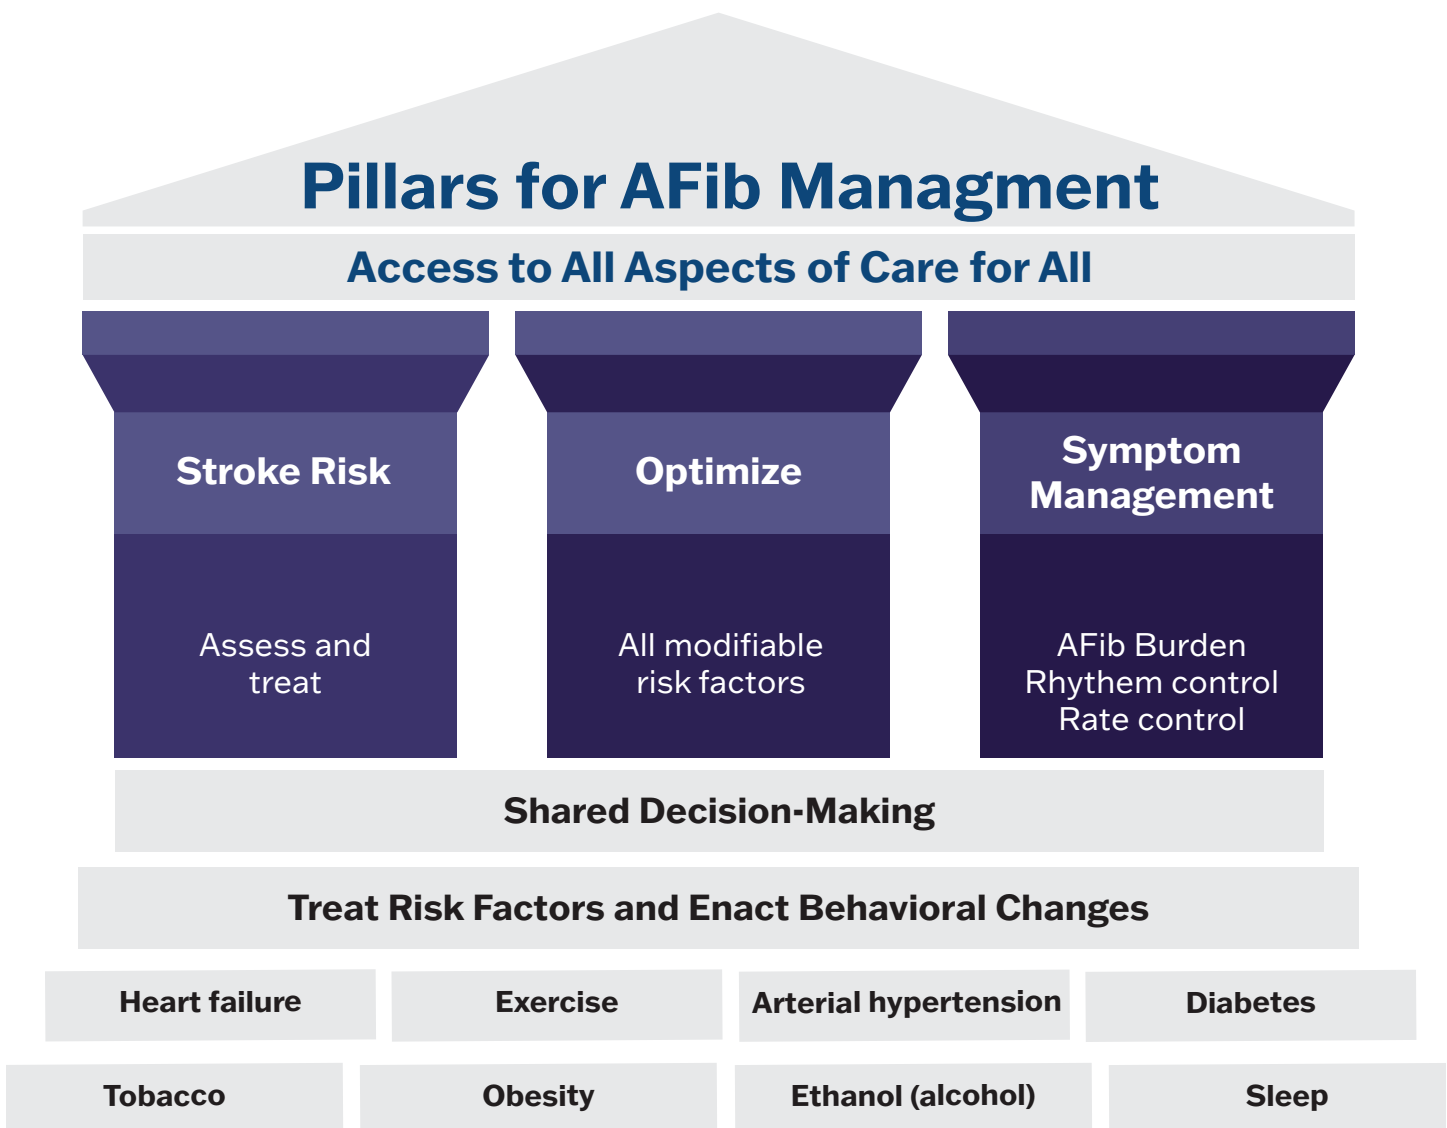 Pillars for AFib Managment
Access to All Aspects of Care for All
Stroke Risk
Assess and
treat
Optimize
All modifiable
risk factors
Symptom
Management
AFib Burden
Rhythem control
Rate control
Shared Decision-Making
Treat Risk Factors and Enact Behavioral Changes
Heart failure
Exercise
Arterial hypertension
Diabetes
Tobacco
Obesity
Ethanol (alcohol)
Sleep